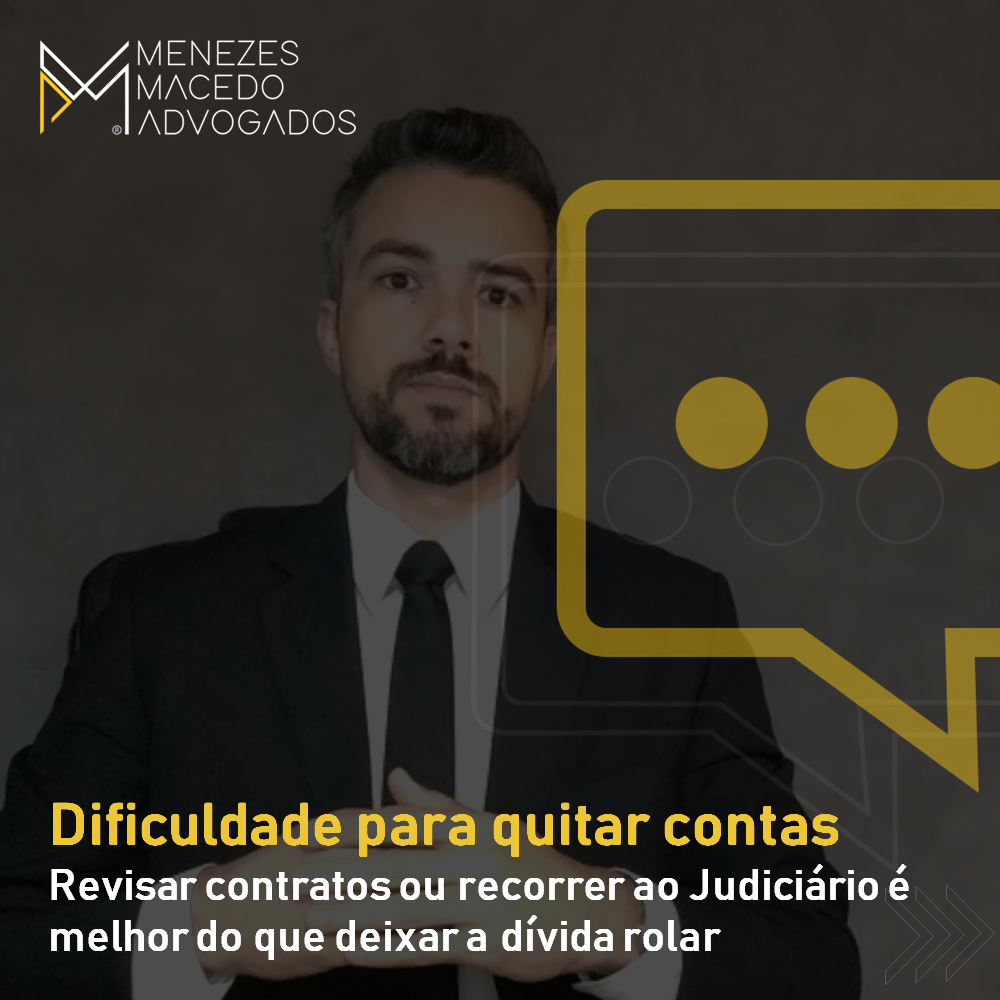 MENEZES
MACEDO
® ADVOGADOS
Dificuldade para quitar contas
Revisar contratos ou recorrer ao Judiciário é
melhor do que deixar a dívida rolar